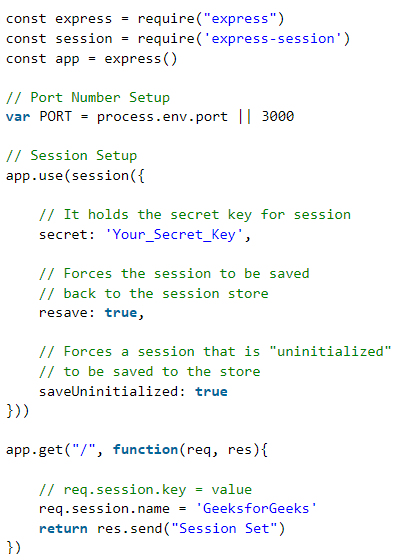 const express = require("express")
const session = require('express-session')
const app = express()
// Port Number Setup
var PORT = process.env.port || 3000
// Session Setup
app.use(session({
// It holds the secret key for session
secret: 'Your_Secret_Key',
// Forces the session to be saved
// back to the session store
resave: true,
// Forces a session that is "uninitialized"
// to be saved to the store
saveUninitialized: true
}))
app.get("/", function(req, res){
// req.session.key = value
req.session.name = 'GeeksforGeeks'
return res.send("Session Set")
})